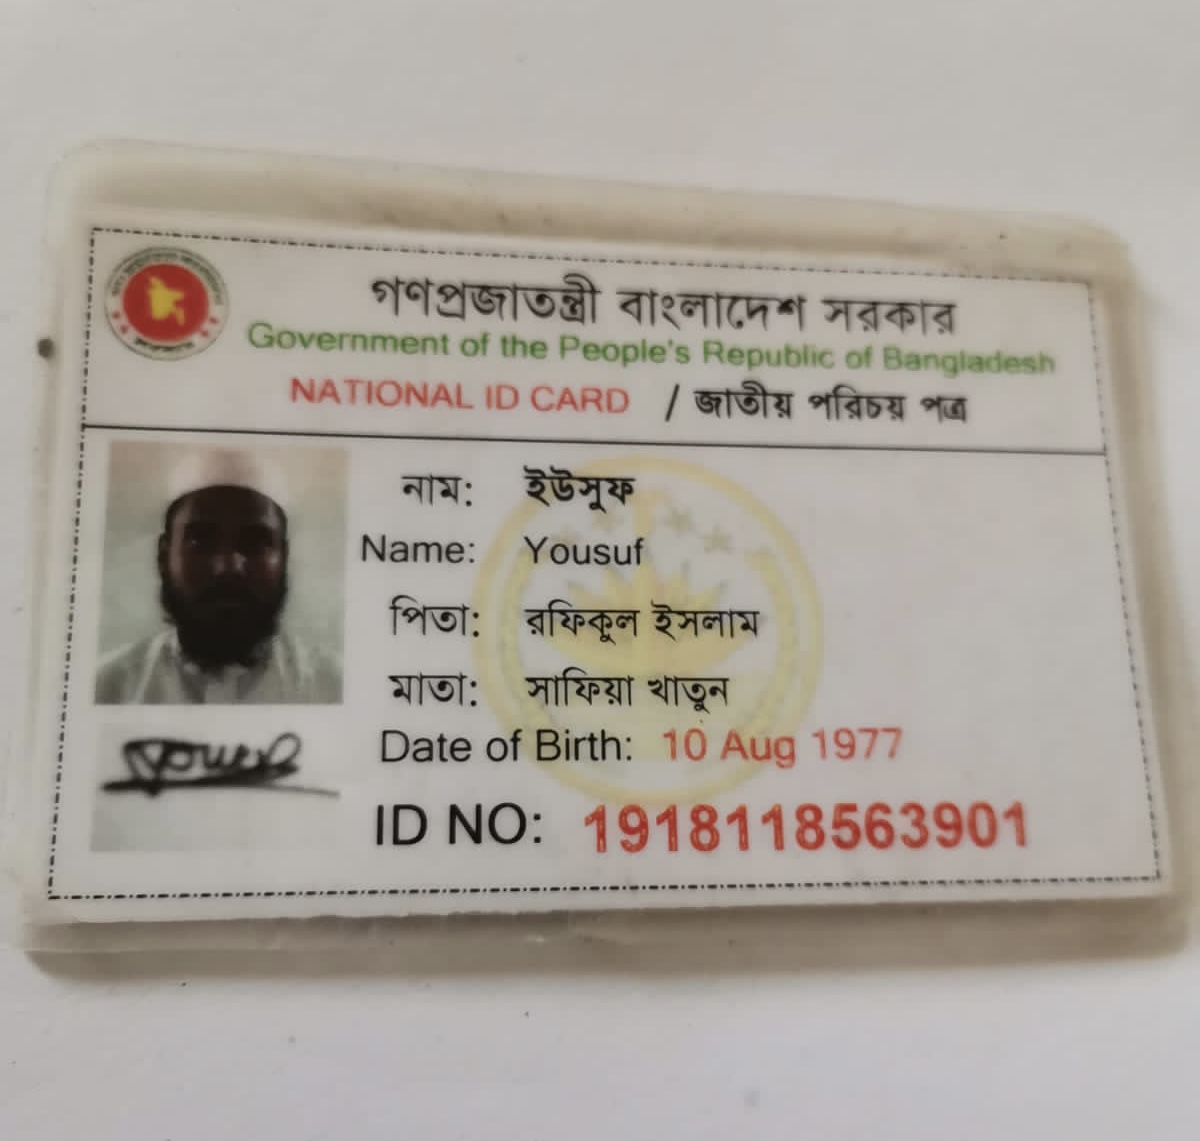 গণপ্রজাতন্ত্রী বাংলাদেশ সরকার
Government of the People's Republic of Bangladesh
NATIONAL ID CARD / জাতীয় পরিচয় পত্র
নাম: ইউসুফ
Name: Yousuf
পিতা: রফিকুল ইসলাম
মাতা: সাফিয়া খাতুন
Date of Birth: 10 Aug 1977
ID NO: 1918118563901